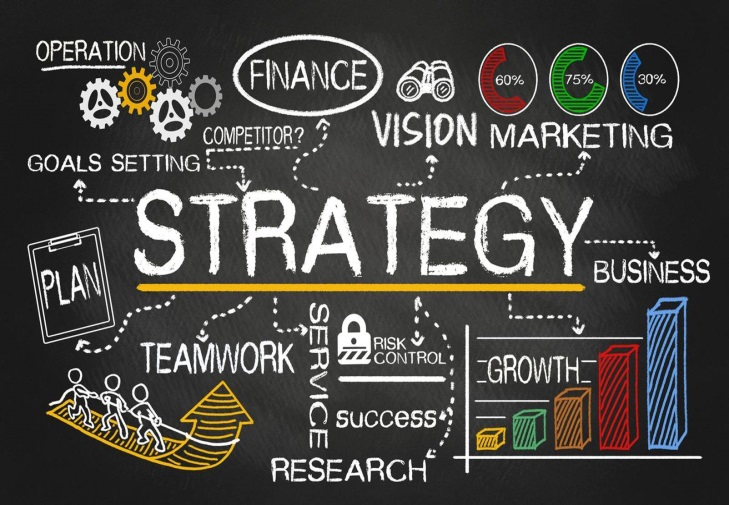 OPERATION
FINANCE
60%
75%
30%
VISION
MARKETING
COMPETITOR?
GOALS SETTING
STRATEGY
PLAN
BUSINESS
TEAMWORK
SERVICE
RISK
CONTROL
GROWTH
success
RESEARCH